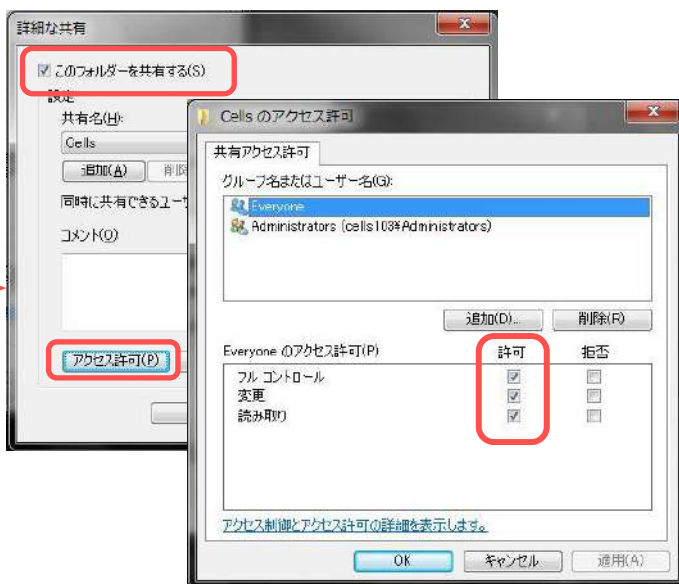 詳細な共有
このフォルダーを共有する(S)
設定
共有名(H):
Cells
追加(A)
同時に共有できるユーザ
コメント(O)
アクセス許可(P)
Cells のアクセス許可
共有アクセス許可
グループ名またはユーザー名(G):
Everyone
Administrators (cells103¥Administrators)
追加(D)... 削除(R)
Everyone のアクセス許可(P) 許可 拒否
フル コントロール
変更
読み取り
アクセス制御とアクセス許可の詳細を表示します。
OK キャンセル 適用(A)